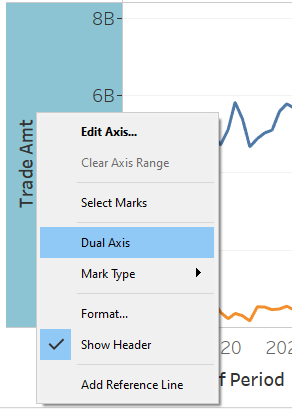 8B
6B
Trade Amt
Edit Axis...
Clear Axis Range
Select Marks
Dual Axis
Mark Type
Format...
Show Header
Add Reference Line
20
202
f Period